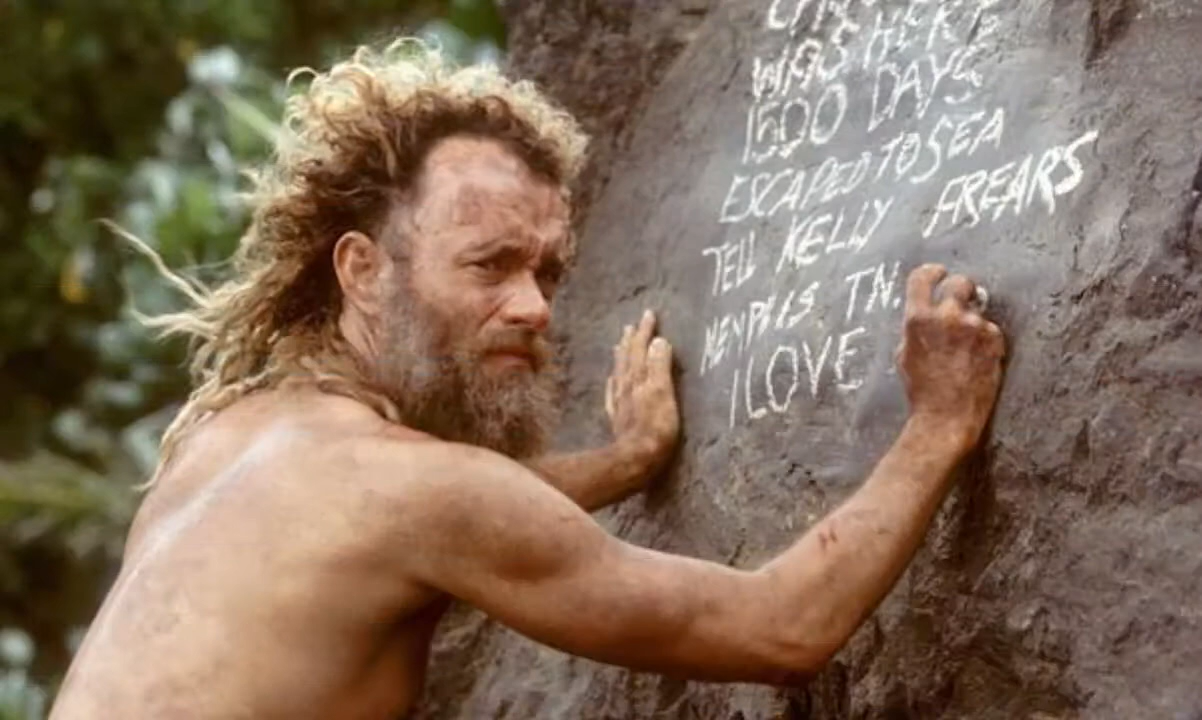 WAS HERE
1500 DAYS
ESCAPED TO SEA
TELL KELLY FREARS
MEMPHIS TN.
I LOVE